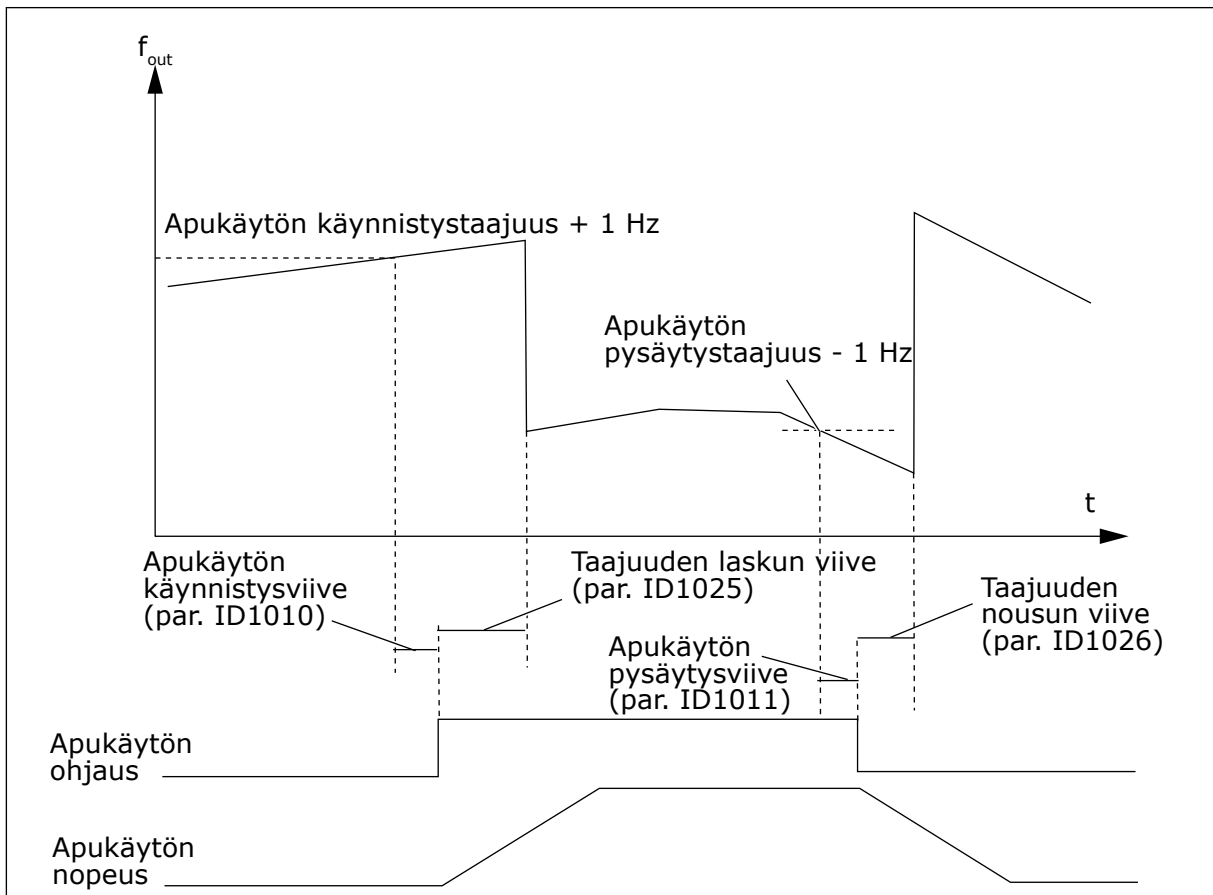 fout
Apukäytön käynnistystaajuus + 1 Hz
Apukäytön
pysäytystaajuus - 1 Hz
t
Apukäytön
käynnistysviive
(par. ID1010)
Taajuuden laskun viive
(par. ID1025)
Taajuuden
nousun viive
(par. ID1026)
Apukäytön
pysäytysviive
(par. ID1011)
Apukäytön
ohjaus
Apukäytön
nopeus